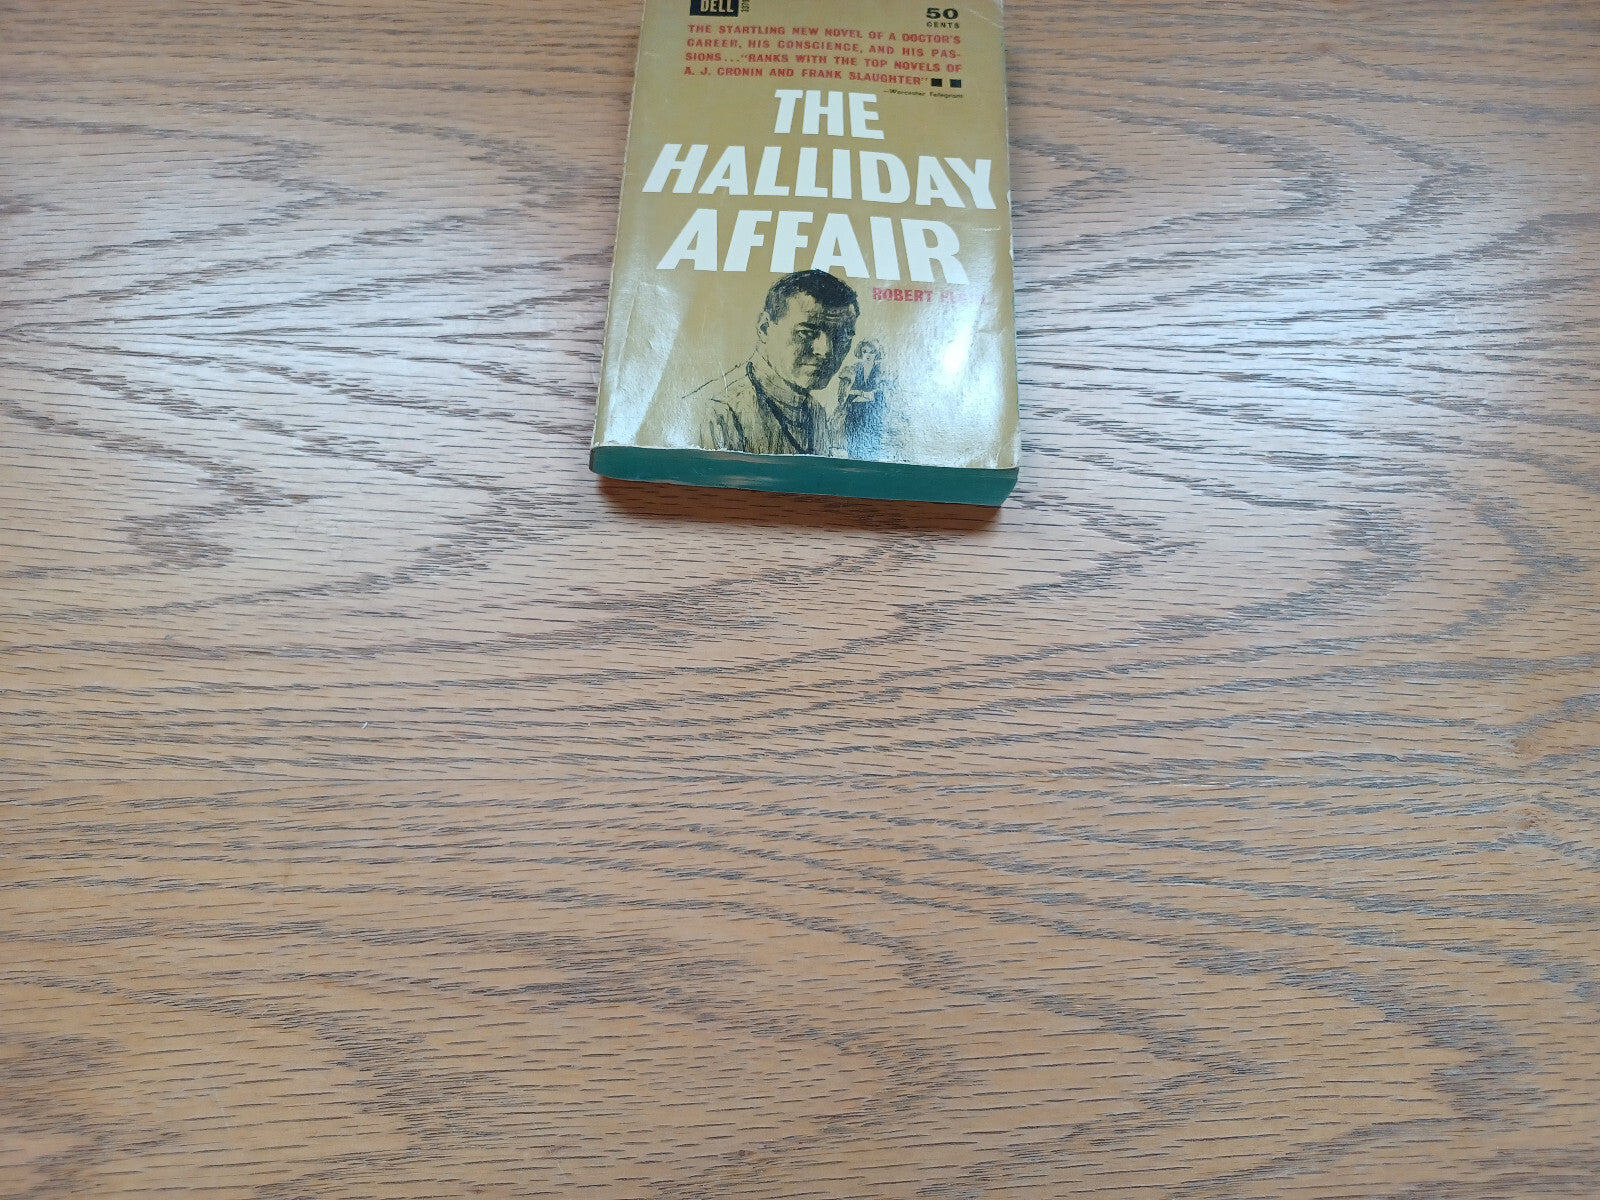 DELL
50
CENTS
THE STARTLING NEW NOVEL OF A DOCTOR'S
CAREER, HIS CONSCIENCE, AND HIS PAS-
SIONS... "RANKS WITH THE TOP NOVELS OF
A. J. CRONIN AND FRANK SLAUGHTER"
—Worcester Telegram
THE
HALLIDAY
AFFAIR
ROBERT